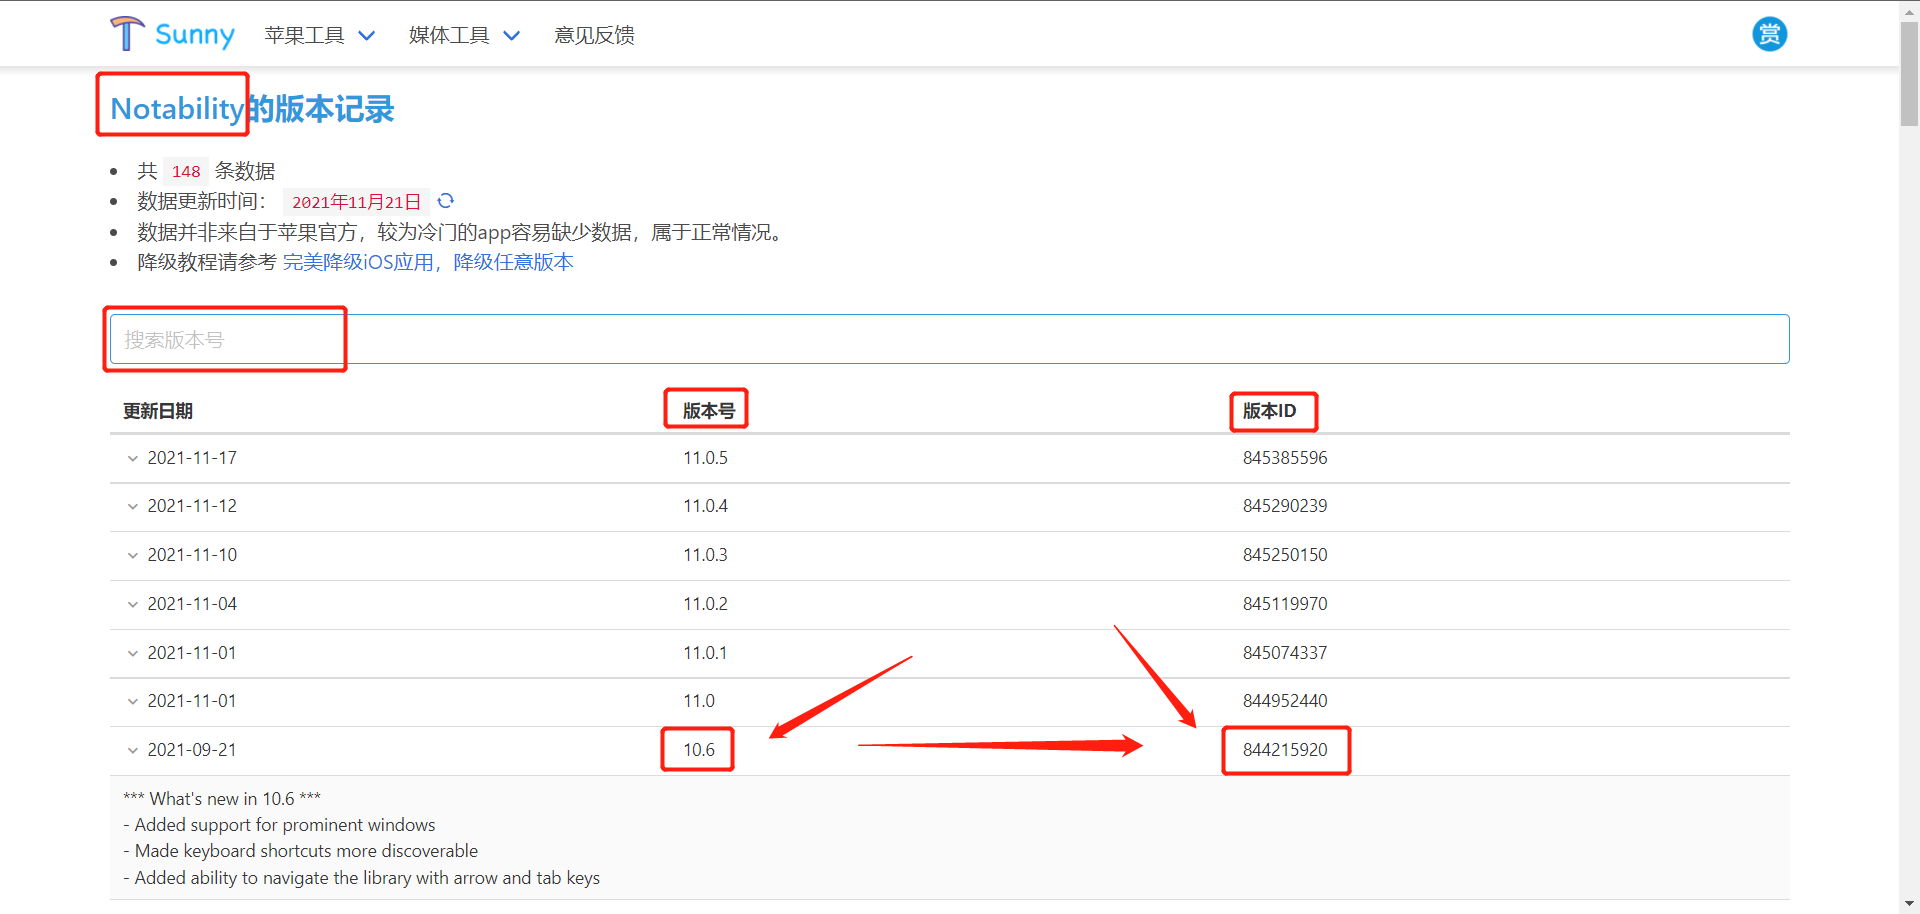 Sunny 苹果工具 媒体工具 意见反馈 赏
Notability的版本记录
共 148 条数据
数据更新时间： 2021年11月21日
数据并非来自于苹果官方，较为冷门的app容易缺少数据，属于正常情况。
降级教程请参考 完美降级iOS应用，降级任意版本
搜索版本号
更新日期 版本号 版本ID
2021-11-17 11.0.5 845385596
2021-11-12 11.0.4 845290239
2021-11-10 11.0.3 845250150
2021-11-04 11.0.2 845119970
2021-11-01 11.0.1 845074337
2021-11-01 11.0 844952440
2021-09-21 10.6 844215920
*** What's new in 10.6 ***
- Added support for prominent windows
- Made keyboard shortcuts more discoverable
- Added ability to navigate the library with arrow and tab keys